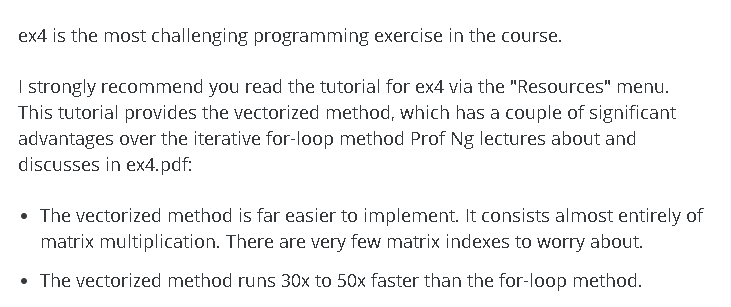 ex4 is the most challenging programming exercise in the course.
I strongly recommend you read the tutorial for ex4 via the "Resources" menu.
This tutorial provides the vectorized method, which has a couple of significant
advantages over the iterative for-loop method Prof Ng lectures about and
discusses in ex4.pdf:
• The vectorized method is far easier to implement. It consists almost entirely of
matrix multiplication. There are very few matrix indexes to worry about.
• The vectorized method runs 30x to 50x faster than the for-loop method.